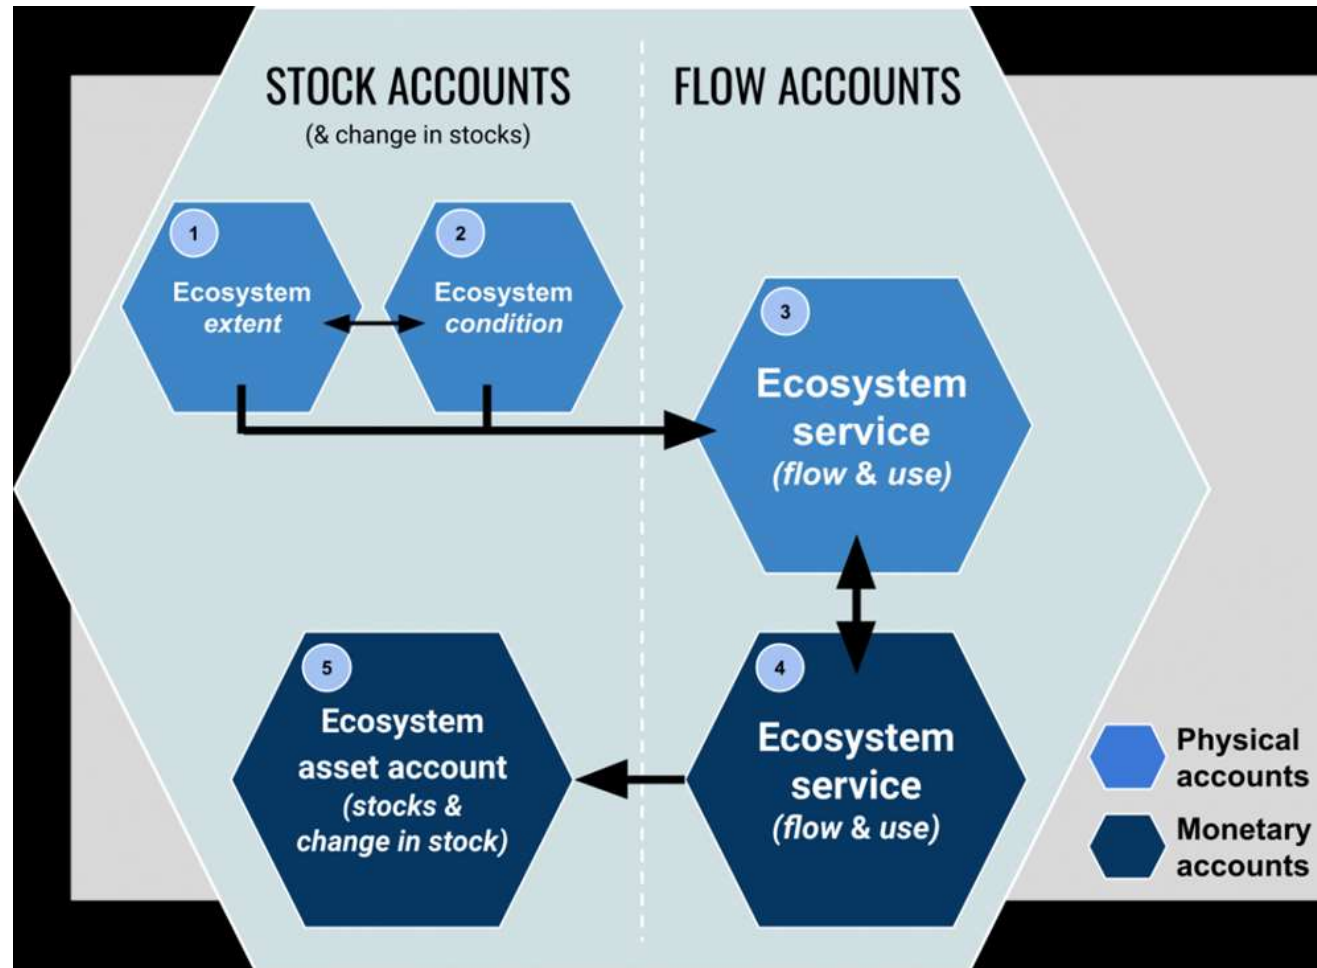 STOCK ACCOUNTS
(& change in stocks)
FLOW ACCOUNTS
1
Ecosystem
extent
2
Ecosystem
condition
3
Ecosystem
service
(flow & use)
5
Ecosystem
asset account
(stocks &
change in stock)
4
Ecosystem
service
(flow & use)
Physical
accounts
Monetary
accounts